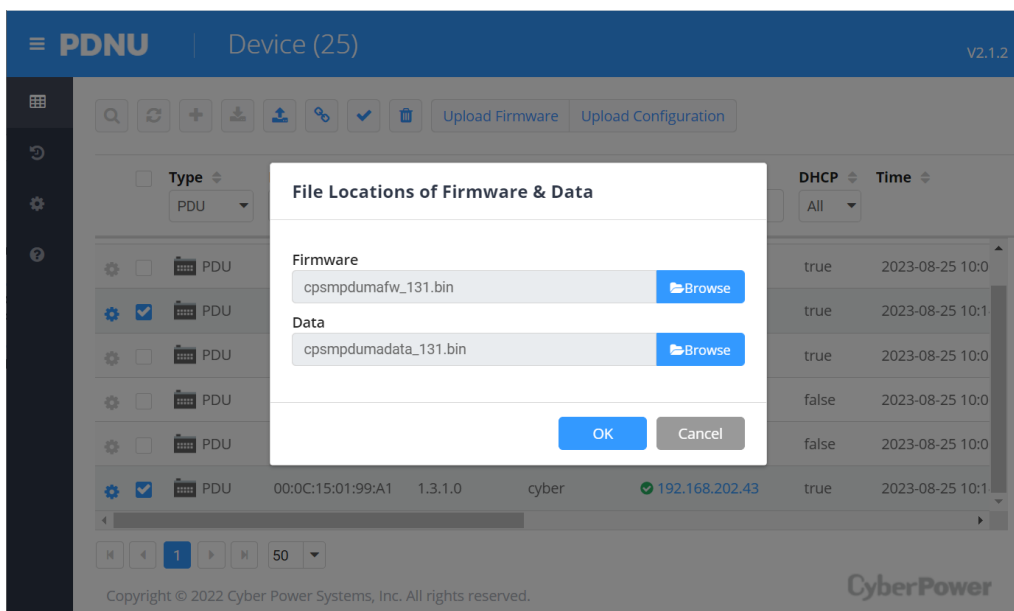 PDNU
Device (25)
V2.1.2
Upload Firmware
Upload Configuration
Type
DHCP
Time
PDU
All
File Locations of Firmware & Data
Firmware
cpsmpdumafw_131.bin
Browse
Data
cpsmpdumadata_131.bin
Browse
OK
Cancel
PDU
true
2023-08-25 10:0
PDU
true
2023-08-25 10:1
PDU
true
2023-08-25 10:0
PDU
false
2023-08-25 10:0
PDU
false
2023-08-25 10:0
PDU
00:0C:15:01:99:A1
1.3.1.0
cyber
192.168.202.43
true
2023-08-25 10:1
1
50
Copyright © 2022 Cyber Power Systems, Inc. All rights reserved.
CyberPower